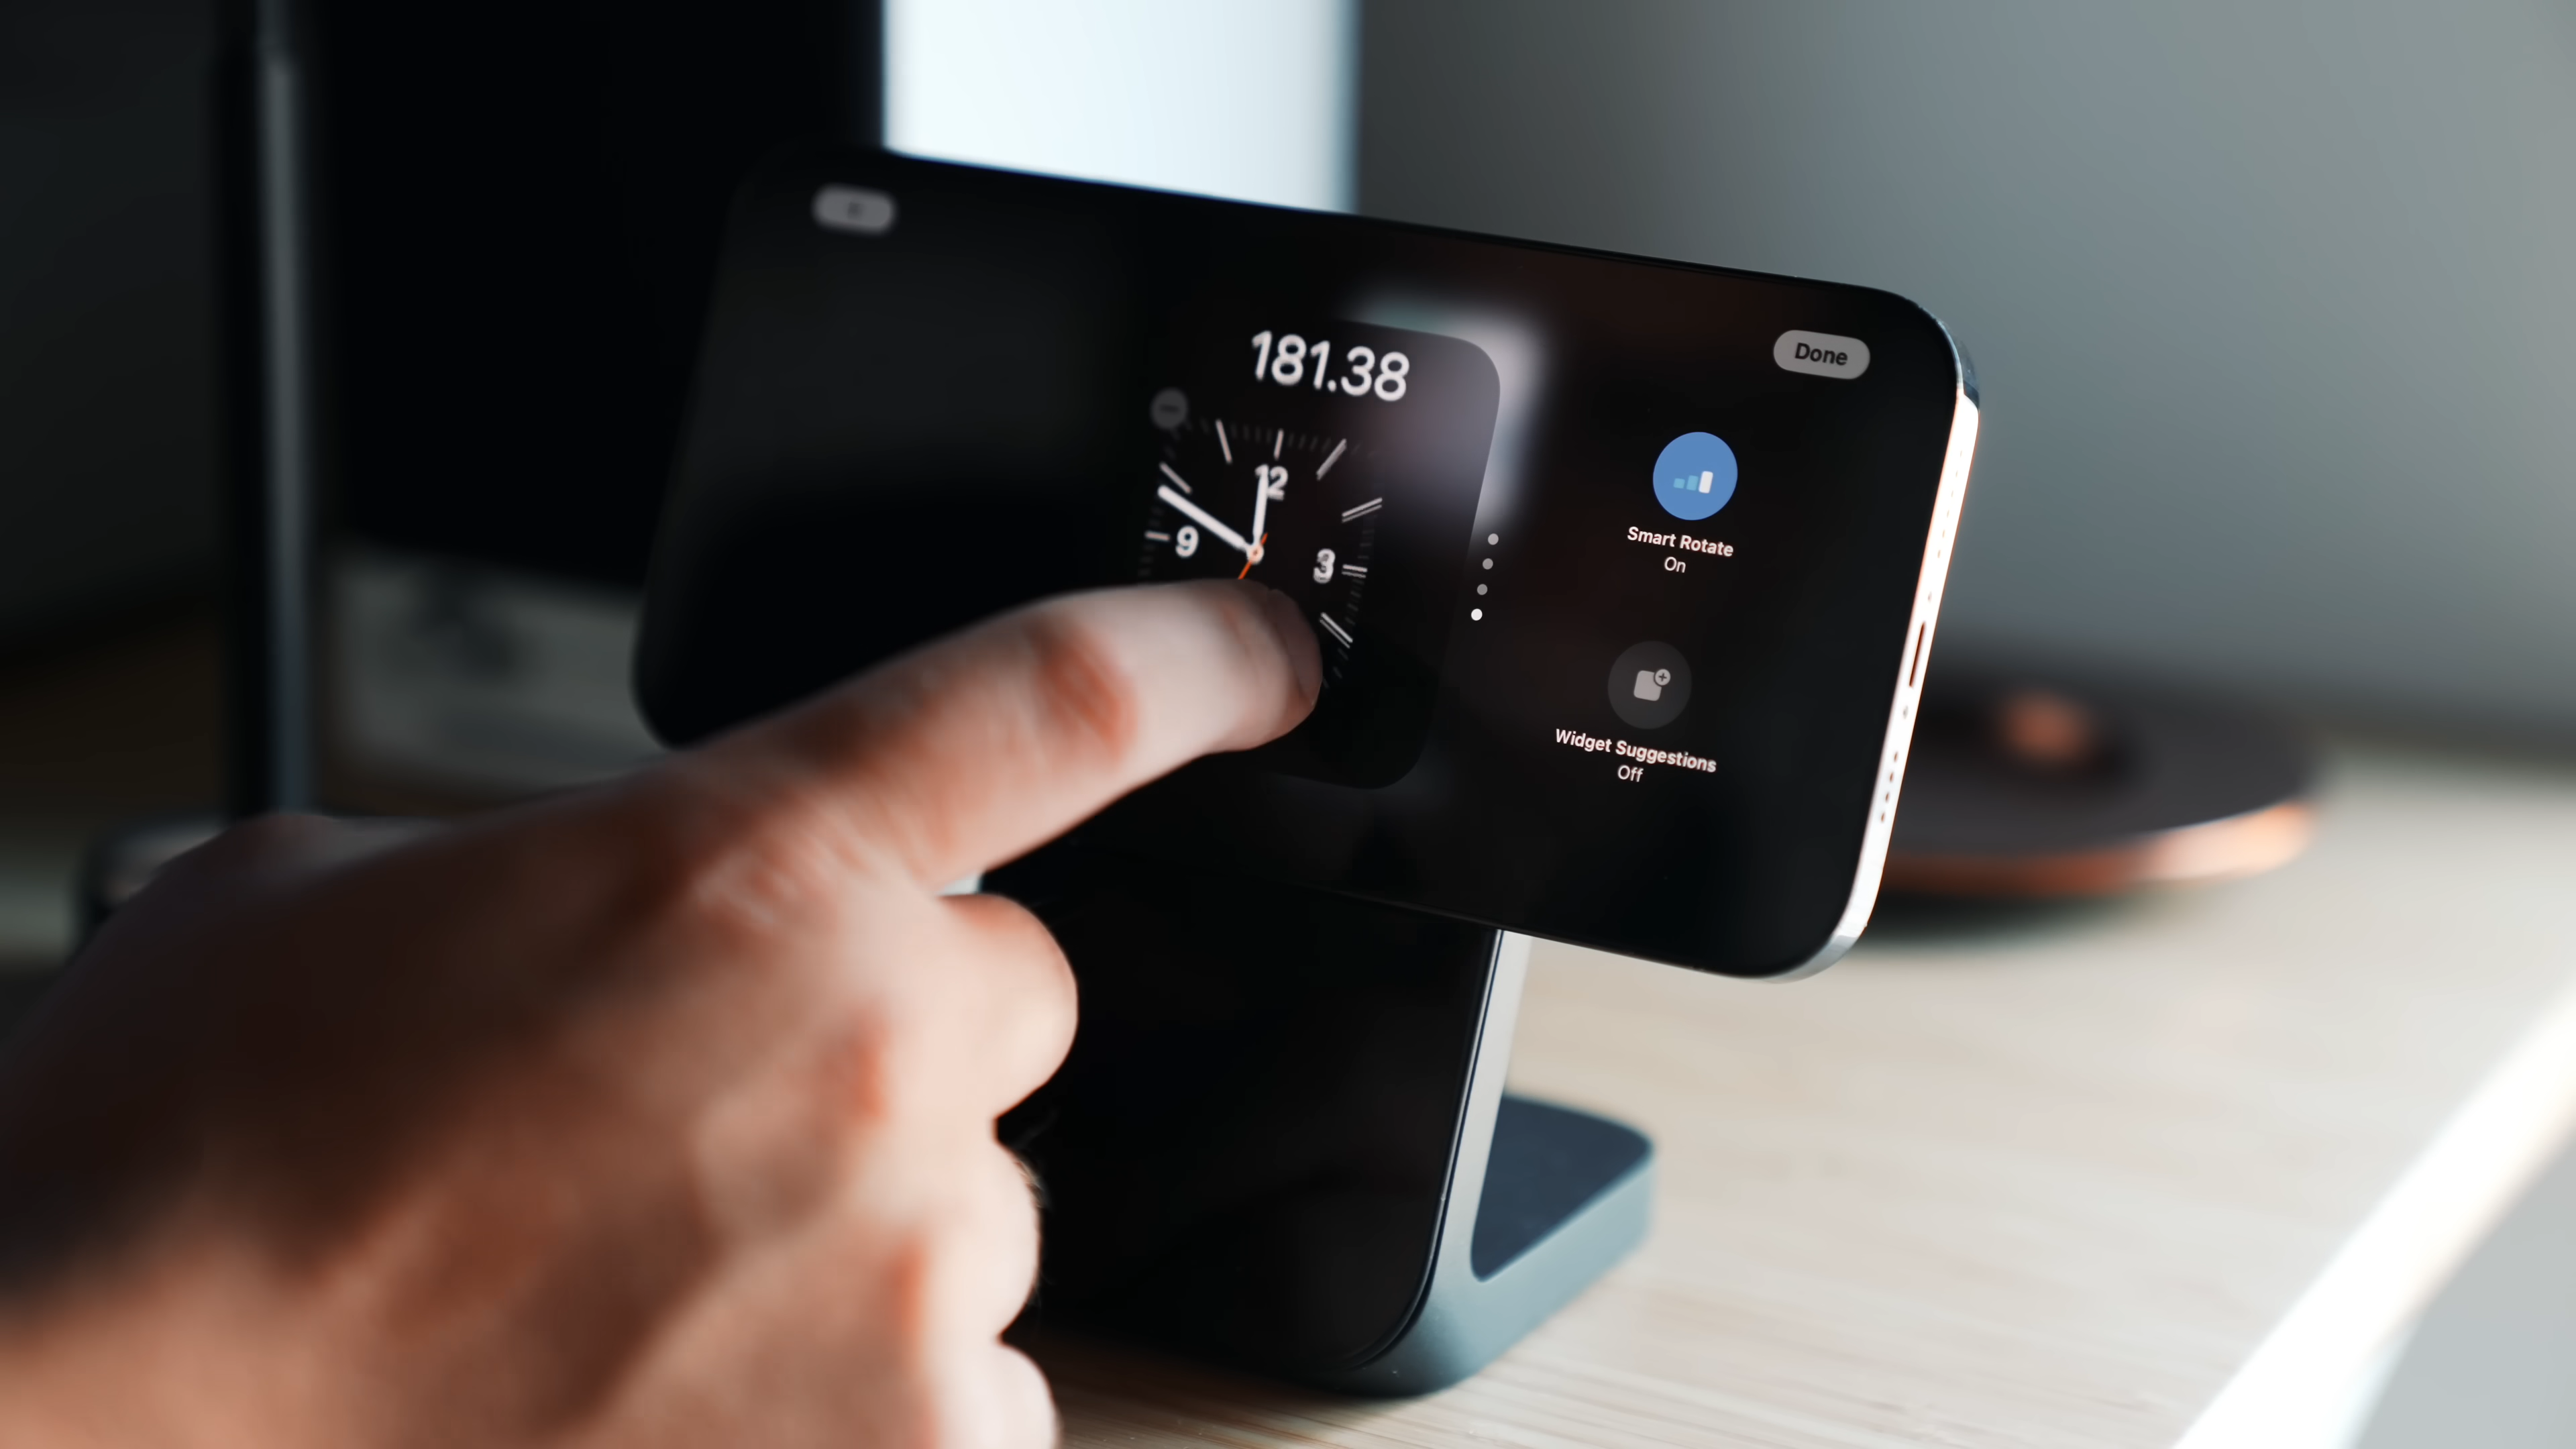 181.38
Done
12
9
3
Smart Rotate
On
Widget Suggestions
Off